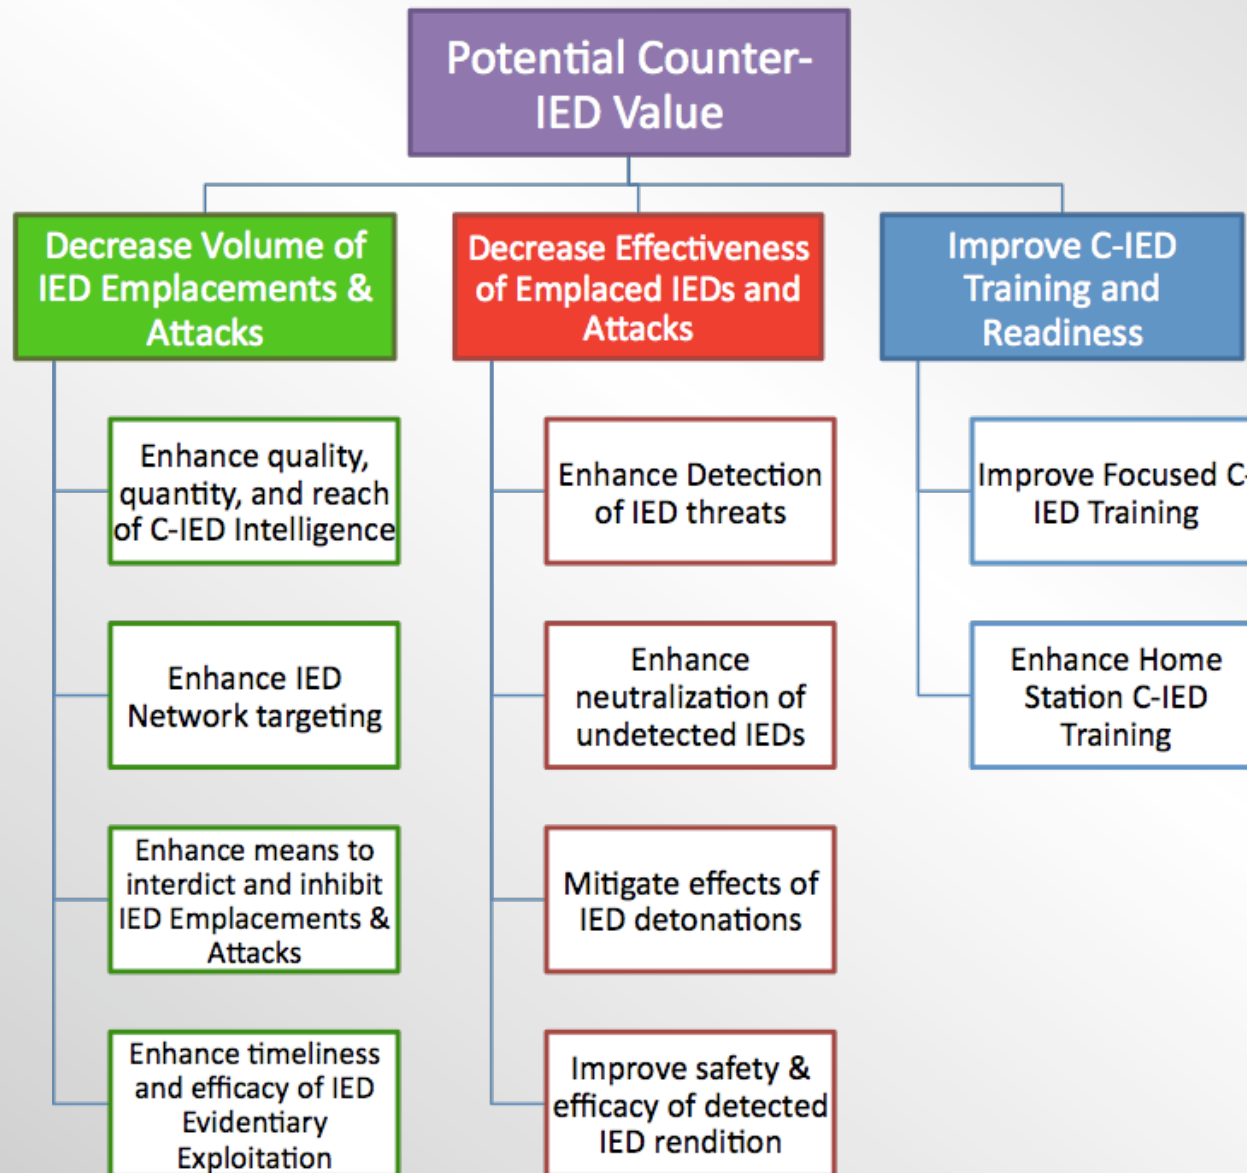 Potential Counter-
IED Value
Decrease Volume of
IED Emplacements &
Attacks
Enhance quality,
quantity, and reach
of C-IED Intelligence
Enhance IED
Network targeting
Enhance means to
interdict and inhibit
IED Emplacements &
Attacks
Enhance timeliness
and efficacy of IED
Evidentiary
Exploitation
Decrease Effectiveness
of Emplaced IEDs and
Attacks
Enhance Detection
of IED threats
Enhance
neutralization of
undetected IEDs
Mitigate effects of
IED detonations
Improve safety &
efficacy of detected
IED rendition
Improve C-IED
Training and
Readiness
Improve Focused C-
IED Training
Enhance Home
Station C-IED
Training